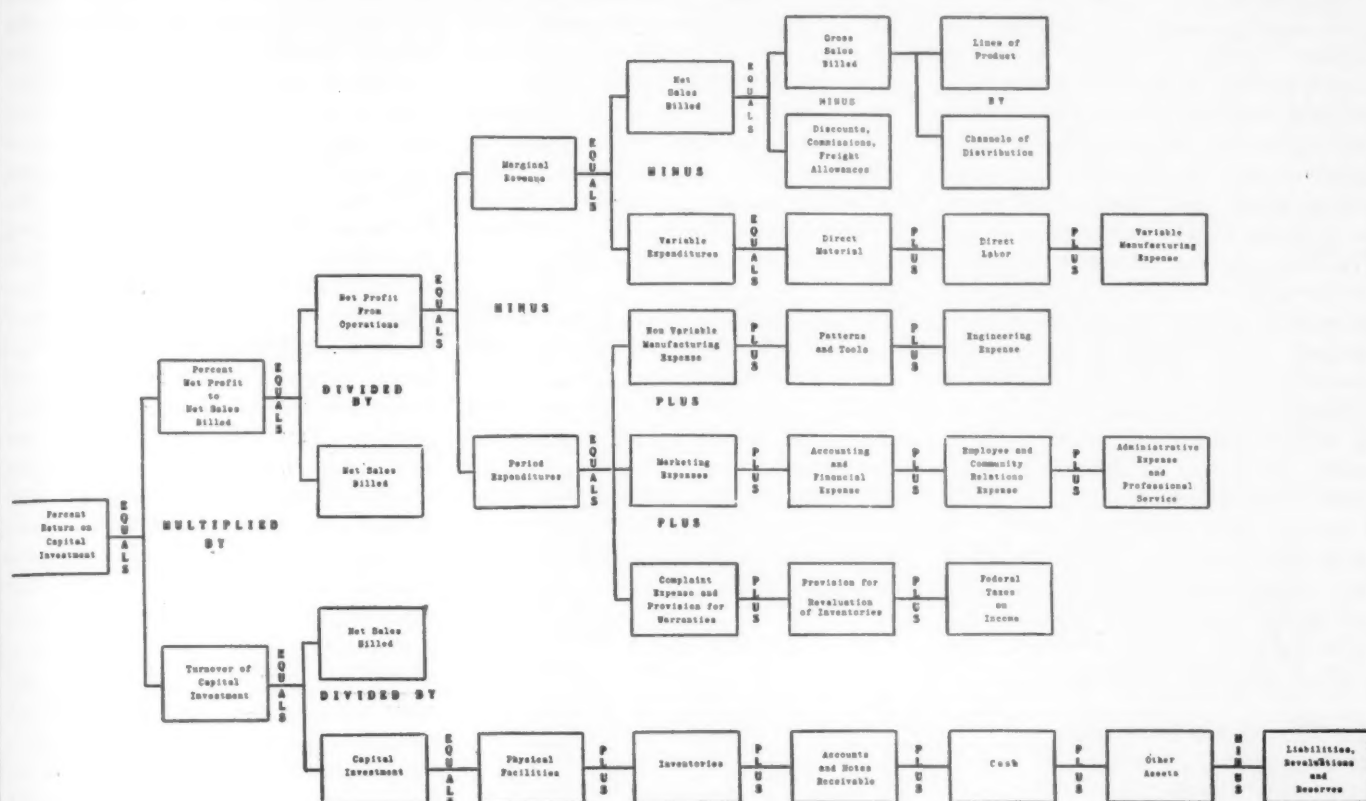 Gross
Sales
Billed
Lines of
Product
Net
Sales
Billed
EQUALS
MINUS
BY
Discounts,
Commissions,
Freight
Allowances
Channels of
Distribution
Marginal
Revenue
EQUALS
MINUS
Variable
Expenditures
EQUALS
Direct
Material
PLUS
Direct
Labor
PLUS
Variable
Manufacturing
Expense
Net Profit
From
Operations
EQUALS
MINUS
Non Variable
Manufacturing
Expense
PLUS
Patterns
and Tools
PLUS
Engineering
Expense
Percent
Net Profit
to
Net Sales
Billed
EQUALS
DIVIDED
BY
PLUS
Net Sales
Billed
Period
Expenditures
EQUALS
Marketing
Expenses
PLUS
Accounting
and
Financial
Expense
PLUS
Employee and
Community
Relations
Expense
PLUS
Administrative
Expense
and
Professional
Service
Percent
Return on
Capital
Investment
EQUALS
MULTIPLIED
BY
PLUS
Complaint
Expense and
Provision for
Warranties
PLUS
Provision for
Revaluation
of Inventories
PLUS
Federal
Taxes
on
Income
Net Sales
Billed
Turnover of
Capital
Investment
EQUALS
DIVIDED BY
Capital
Investment
EQUALS
Physical
Facilities
PLUS
Inventories
PLUS
Accounts
and Notes
Receivable
PLUS
Cash
PLUS
Other
Assets
MINUS
Liabilities,
Revaluations
and
Reserves